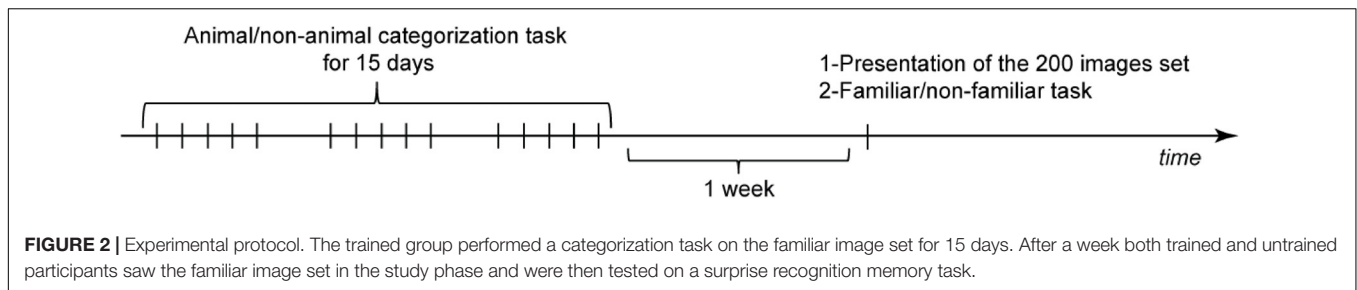 Animal/non-animal categorization task
for 15 days
1-Presentation of the 200 images set
2-Familiar/non-familiar task
time
1 week
FIGURE 2 | Experimental protocol. The trained group performed a categorization task on the familiar image set for 15 days. After a week both trained and untrained
participants saw the familiar image set in the study phase and were then tested on a surprise recognition memory task.